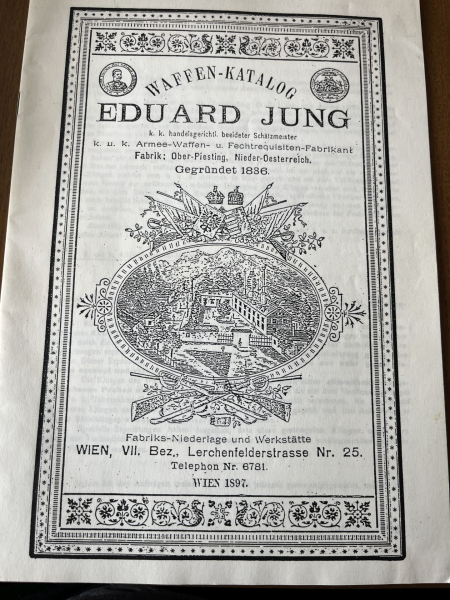 WAFFEN-KATALOG
EDUARD JUNG
k. k. handelsgerichtl. beeideter Schätzmeister
k. u. k. Armee-Waffen- u. Fechtrequisiten-Fabrikant
Fabrik: Ober-Piesting, Nieder-Oesterreich.
Gegründet 1836.
Fabriks-Niederlage und Werkstätte
WIEN, VII. Bez., Lerchenfelderstrasse Nr. 25.
Telephon Nr. 6781.
WIEN 1897.